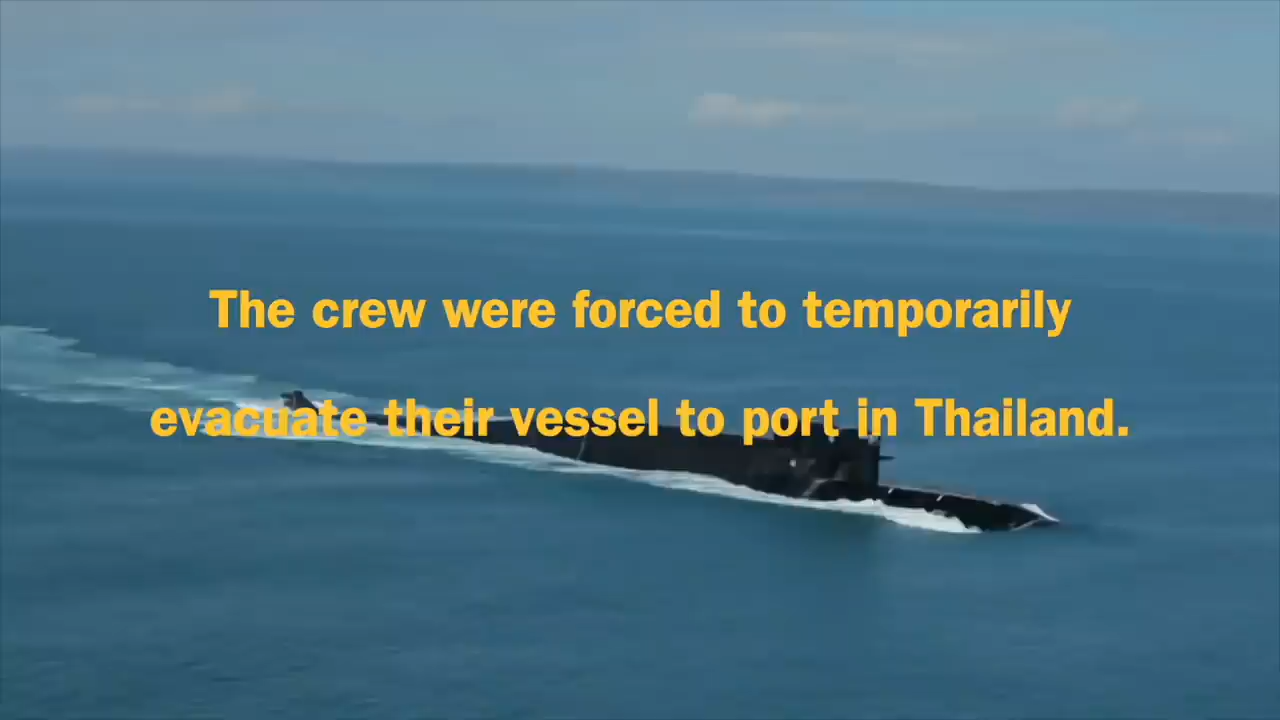 The crew were forced to temporarily
evacuate their vessel to port in Thailand.